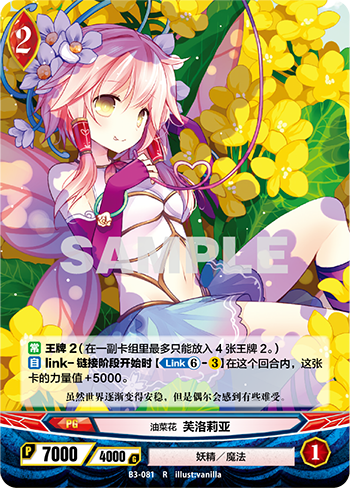 2
SAMPLE
常 王牌 2(在一副卡组里最多只能放入 4 张王牌 2。)
自 link-链接阶段开始时【Link 6 - 3】在这个回合内，这张
卡的力量值+5000。
虽然世界逐渐变得安稳，但是偶尔会感到有些难受。
P6 油菜花 芙洛莉亚
P 7000 / 4000 G
妖精／魔法
1
B3-081 R illust:vanilla